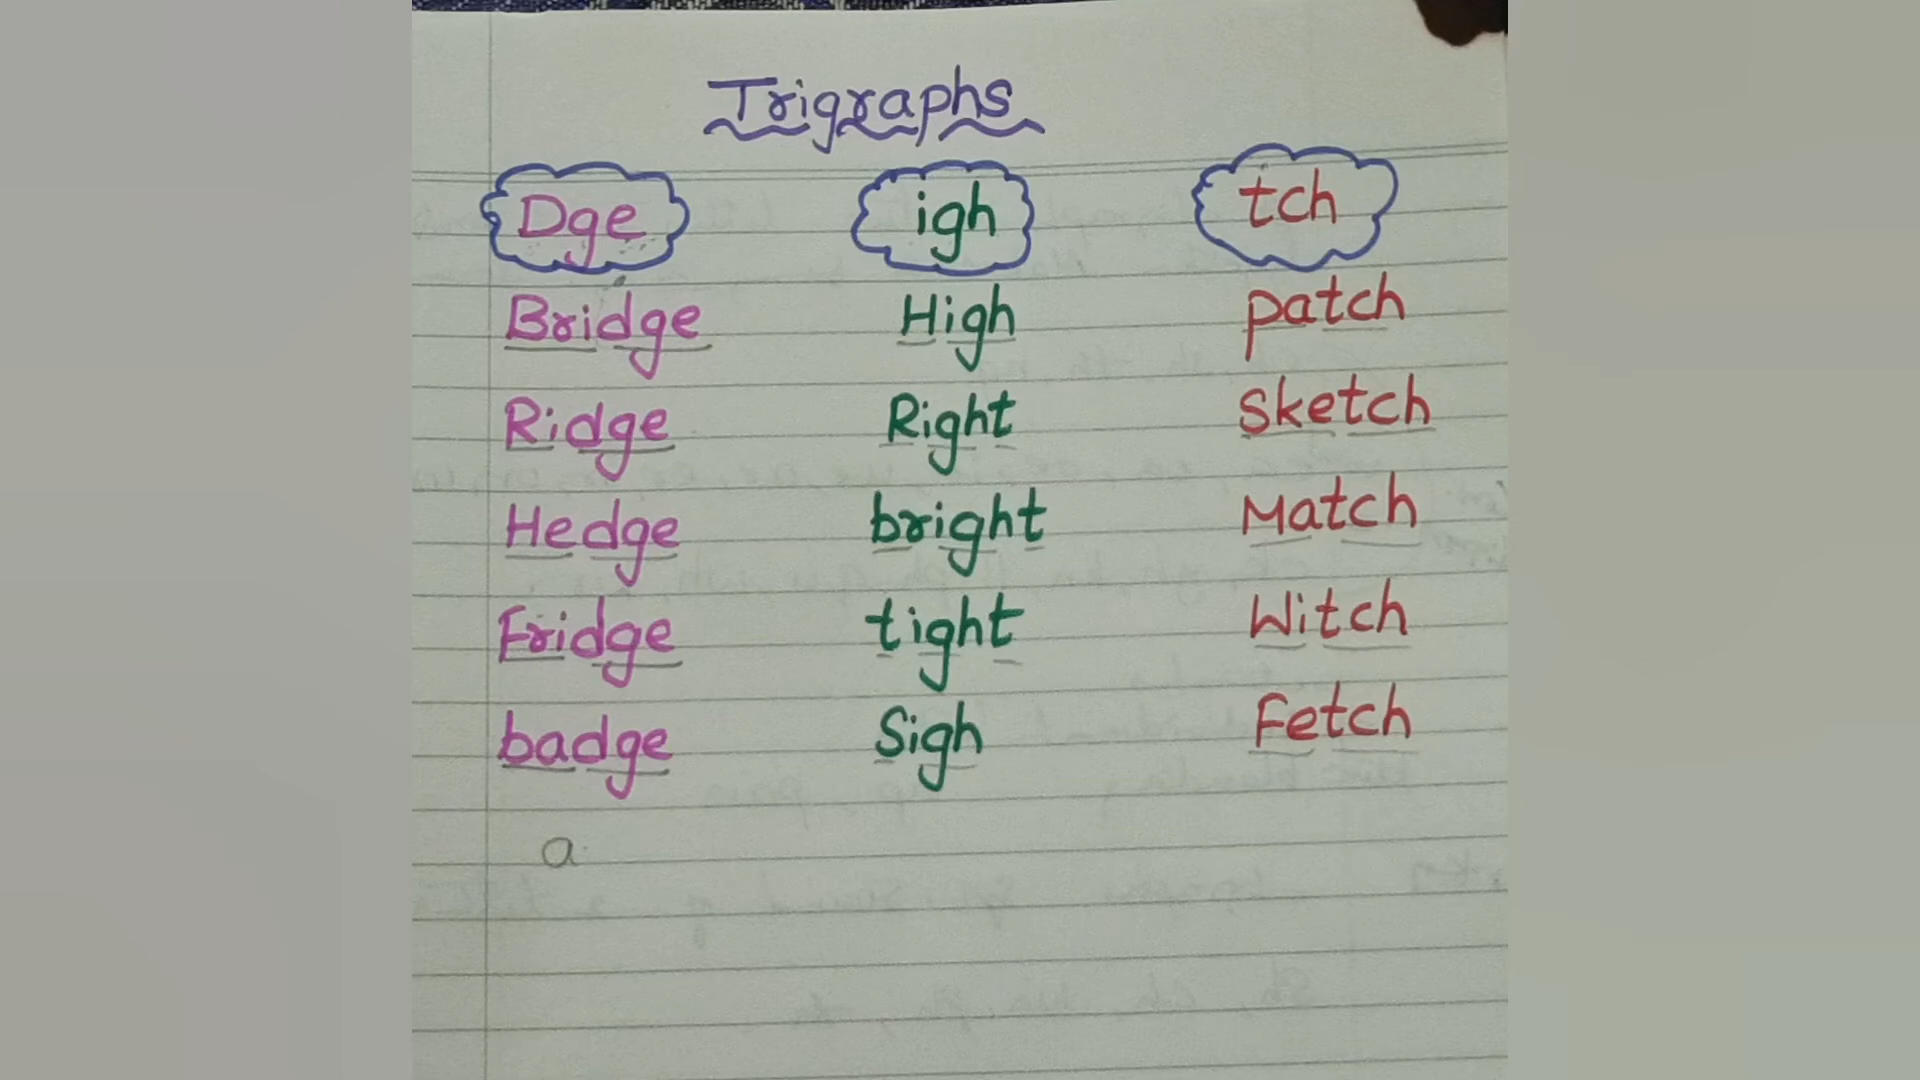 Trigraphs
Dge igh tch
Bridge High patch
Ridge Right Sketch
Hedge bright Match
Fridge tight Witch
badge Sigh Fetch
a